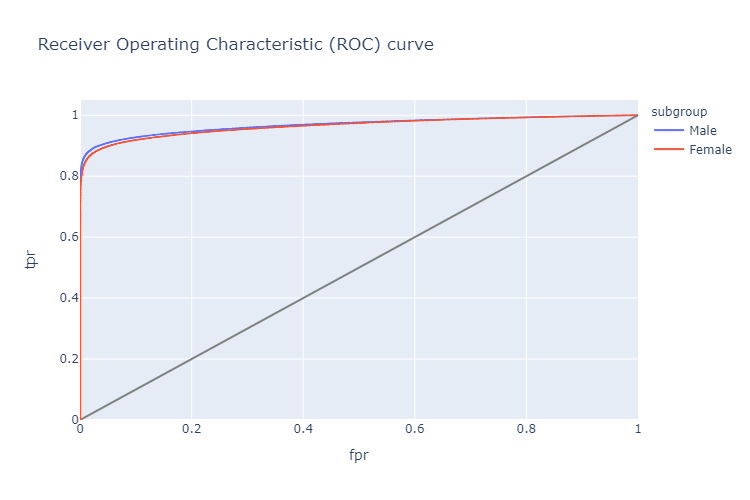 Receiver Operating Characteristic (ROC) curve
subgroup
Male
Female
1
0.8
0.6
0.4
0.2
0
tpr
0
0.2
0.4
0.6
0.8
1
fpr